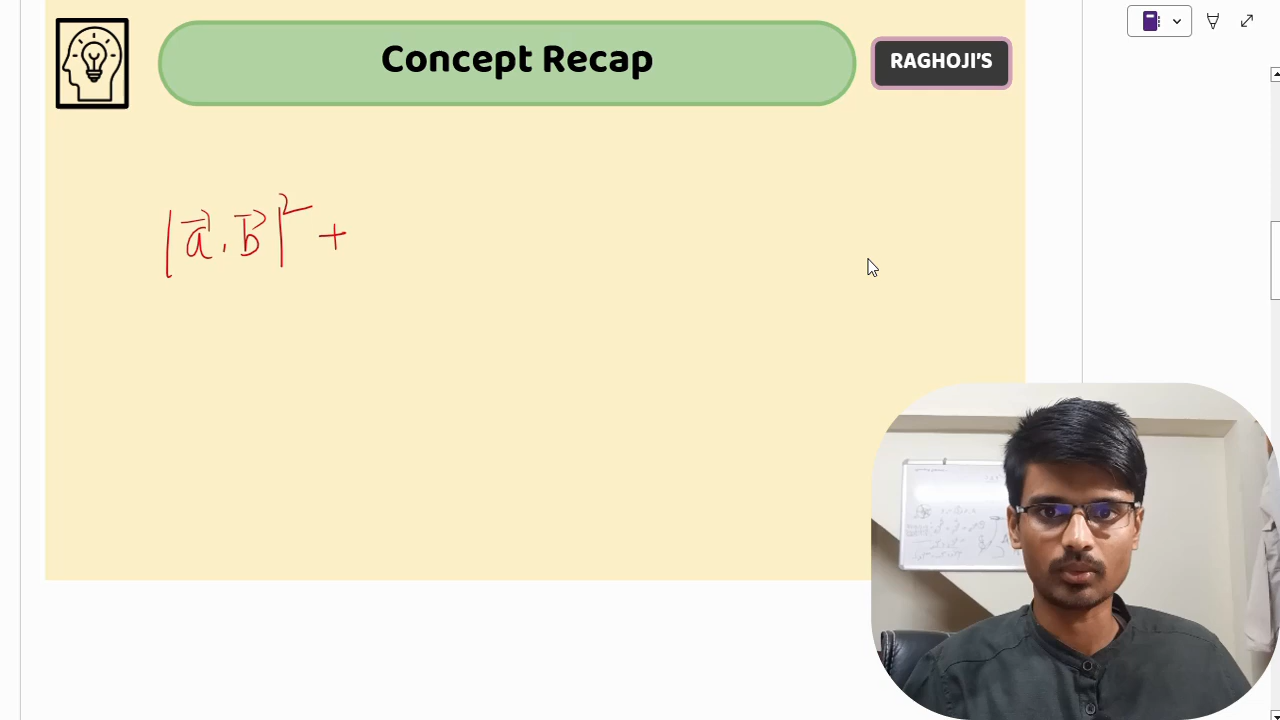 Concept Recap
RAGHOJI'S
|a⃗ . b⃗|² +